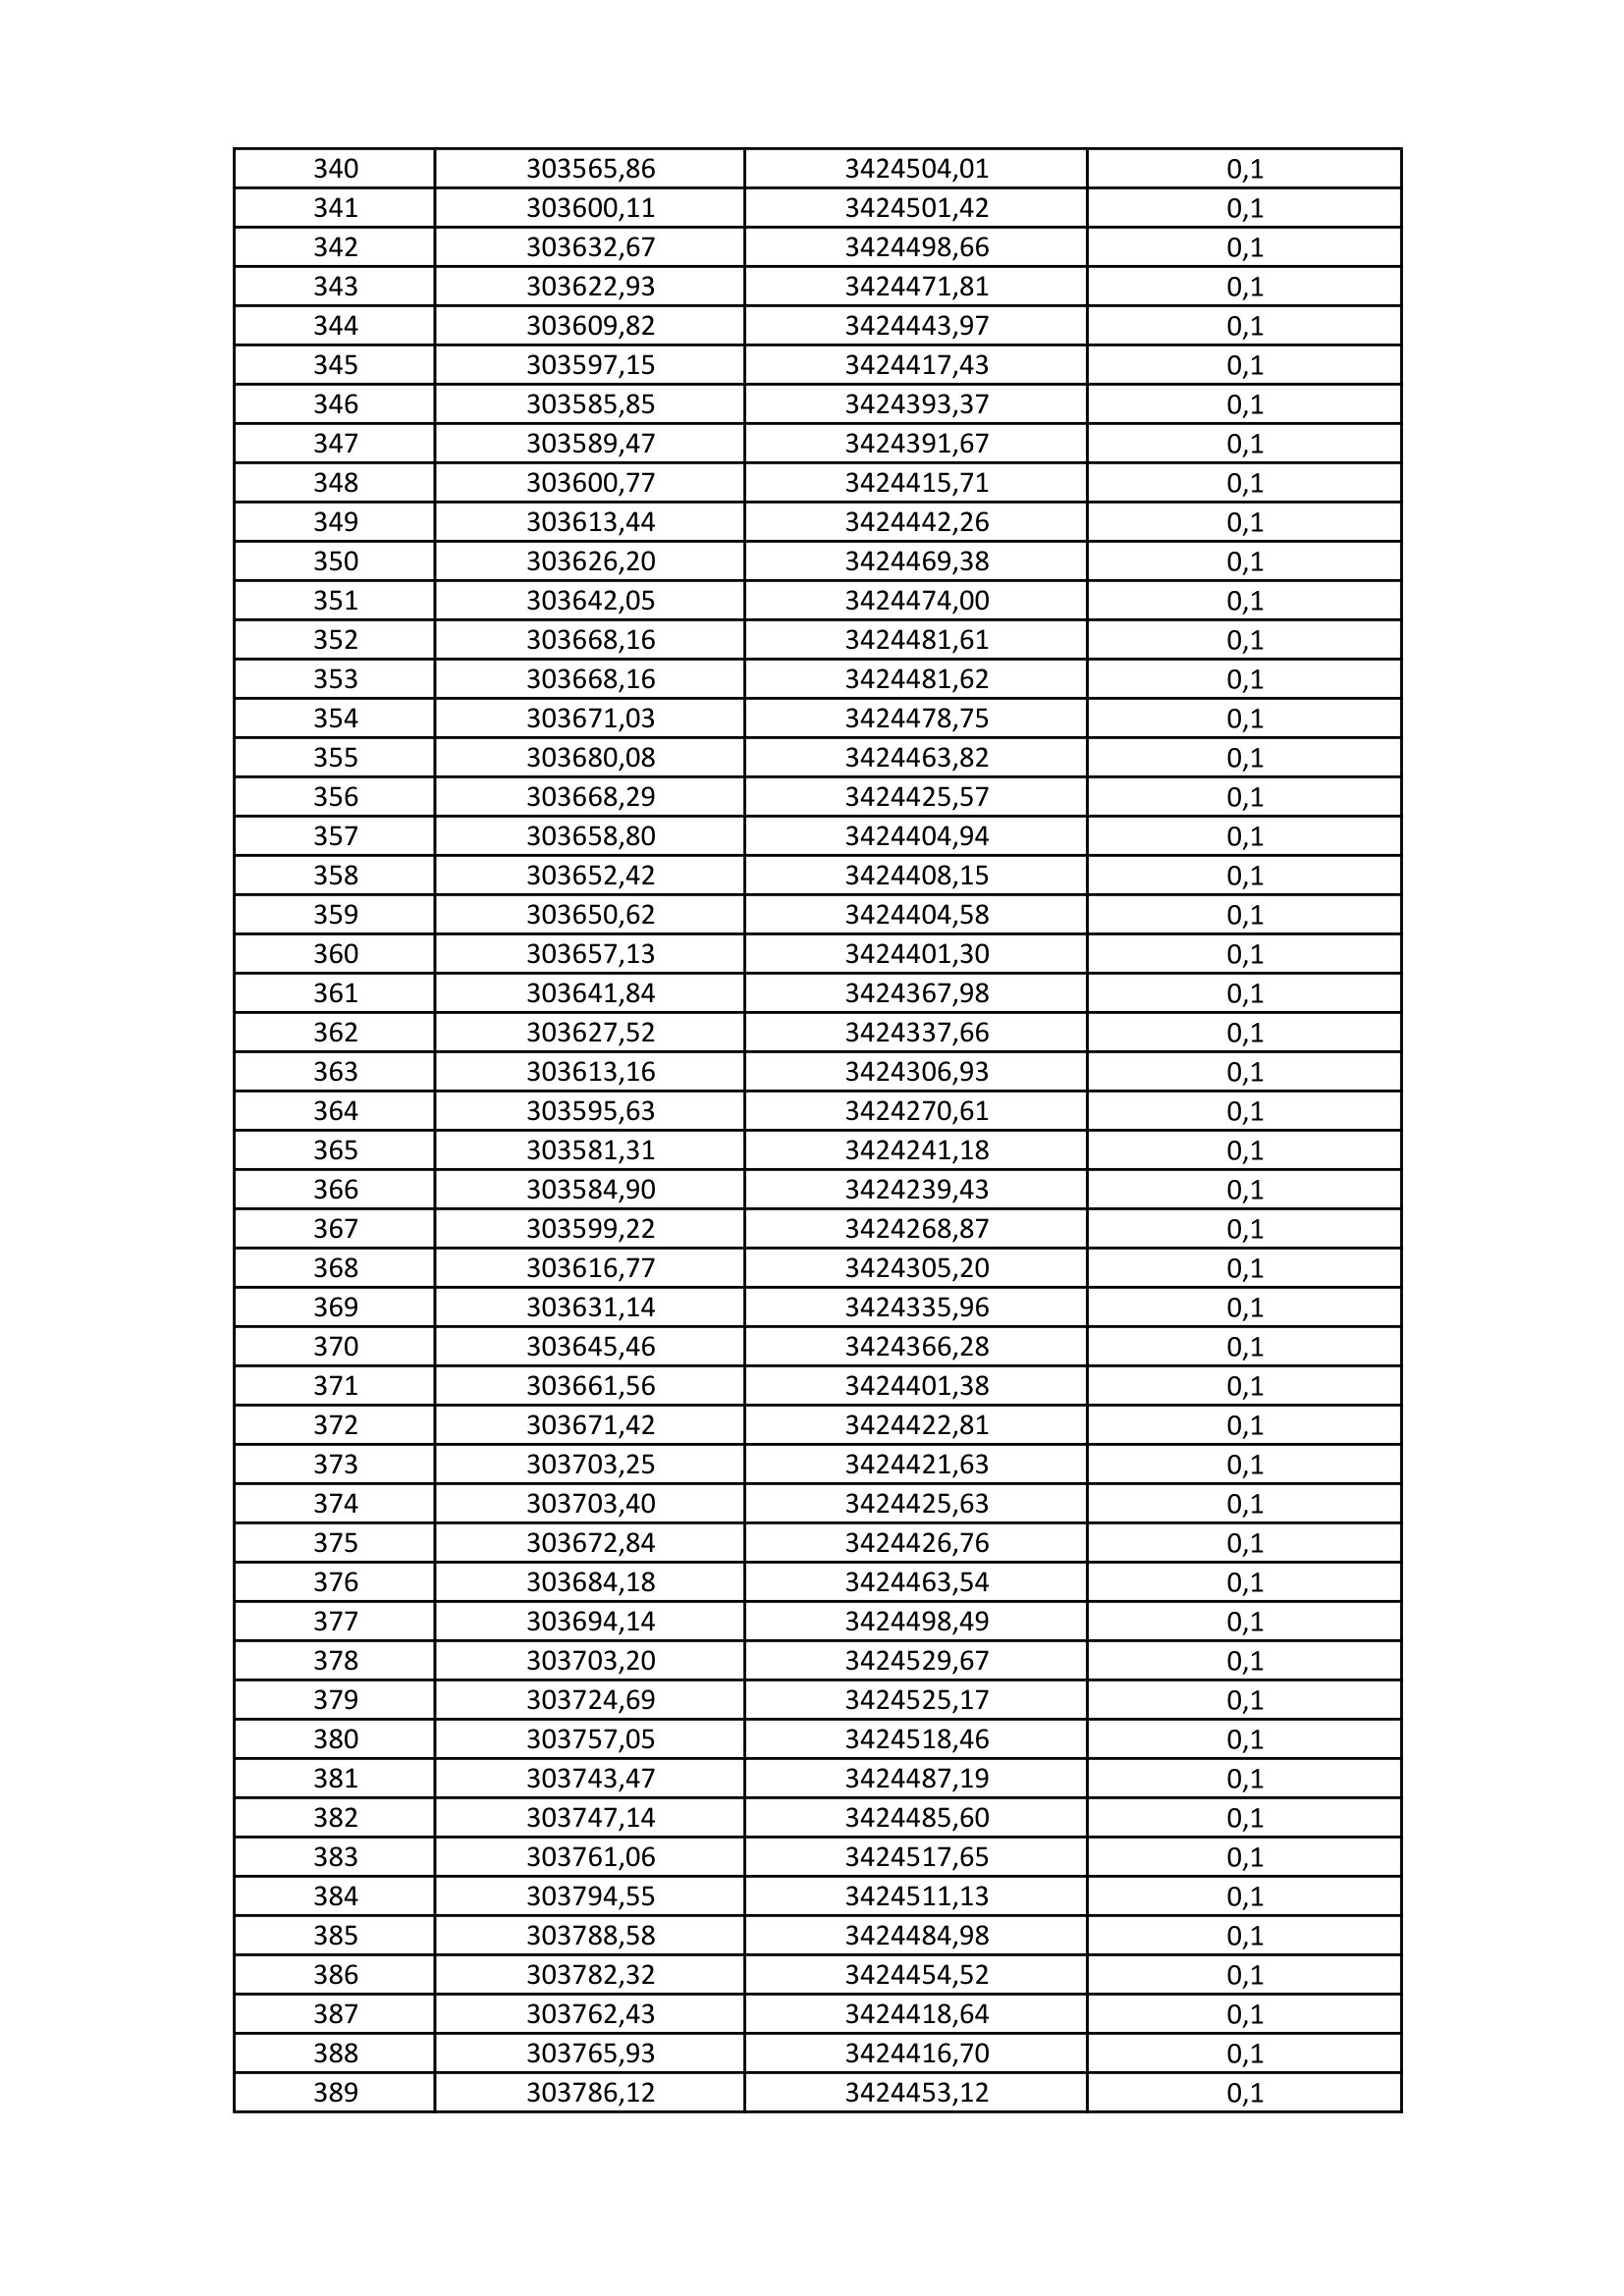 340 303565,86 3424504,01 0,1
341 303600,11 3424501,42 0,1
342 303632,67 3424498,66 0,1
343 303622,93 3424471,81 0,1
344 303609,82 3424443,97 0,1
345 303597,15 3424417,43 0,1
346 303585,85 3424393,37 0,1
347 303589,47 3424391,67 0,1
348 303600,77 3424415,71 0,1
349 303613,44 3424442,26 0,1
350 303626,20 3424469,38 0,1
351 303642,05 3424474,00 0,1
352 303668,16 3424481,61 0,1
353 303668,16 3424481,62 0,1
354 303671,03 3424478,75 0,1
355 303680,08 3424463,82 0,1
356 303668,29 3424425,57 0,1
357 303658,80 3424404,94 0,1
358 303652,42 3424408,15 0,1
359 303650,62 3424404,58 0,1
360 303657,13 3424401,30 0,1
361 303641,84 3424367,98 0,1
362 303627,52 3424337,66 0,1
363 303613,16 3424306,93 0,1
364 303595,63 3424270,61 0,1
365 303581,31 3424241,18 0,1
366 303584,90 3424239,43 0,1
367 303599,22 3424268,87 0,1
368 303616,77 3424305,20 0,1
369 303631,14 3424335,96 0,1
370 303645,46 3424366,28 0,1
371 303661,56 3424401,38 0,1
372 303671,42 3424422,81 0,1
373 303703,25 3424421,63 0,1
374 303703,40 3424425,63 0,1
375 303672,84 3424426,76 0,1
376 303684,18 3424463,54 0,1
377 303694,14 3424498,49 0,1
378 303703,20 3424529,67 0,1
379 303724,69 3424525,17 0,1
380 303757,05 3424518,46 0,1
381 303743,47 3424487,19 0,1
382 303747,14 3424485,60 0,1
383 303761,06 3424517,65 0,1
384 303794,55 3424511,13 0,1
385 303788,58 3424484,98 0,1
386 303782,32 3424454,52 0,1
387 303762,43 3424418,64 0,1
388 303765,93 3424416,70 0,1
389 303786,12 3424453,12 0,1